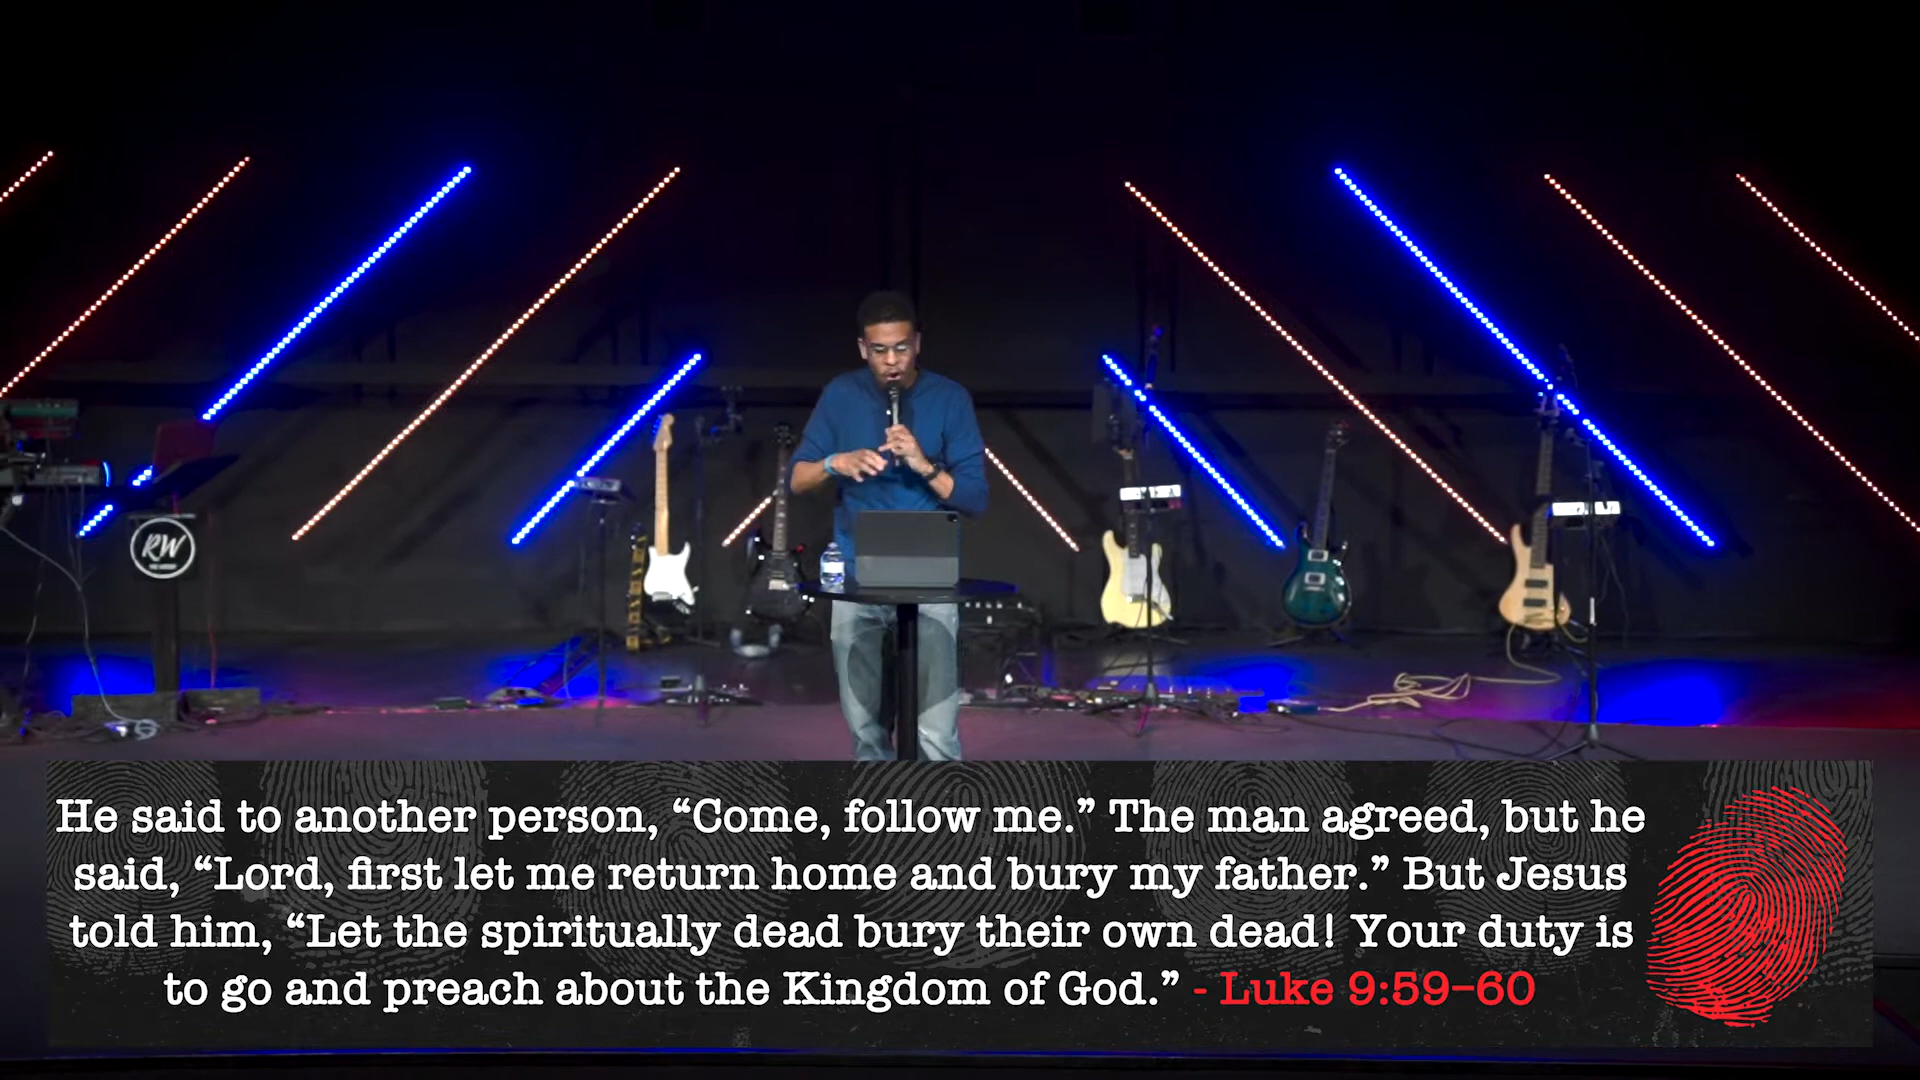 RW
He said to another person, “Come, follow me.” The man agreed, but he
said, “Lord, first let me return home and bury my father.” But Jesus
told him, “Let the spiritually dead bury their own dead! Your duty is
to go and preach about the Kingdom of God.” - Luke 9:59–60